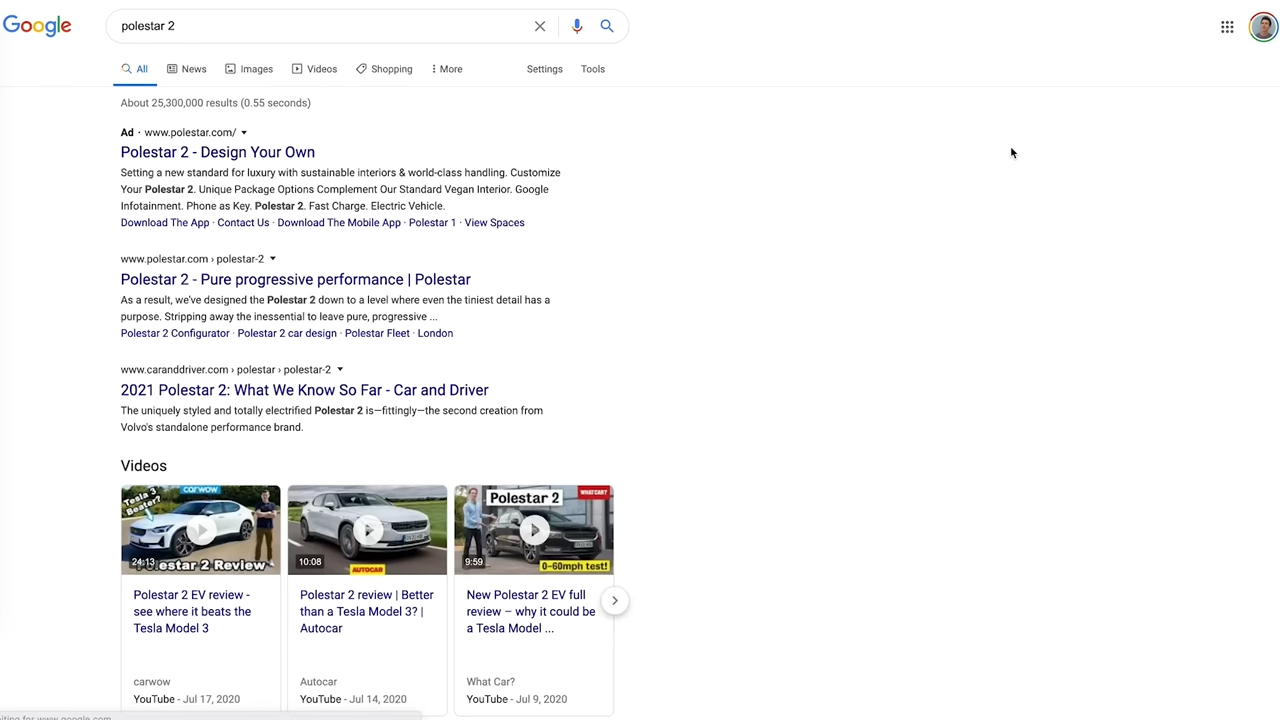 Google
polestar 2
All
News
Images
Videos
Shopping
More
Settings
Tools
About 25,300,000 results (0.55 seconds)
Ad · www.polestar.com/
Polestar 2 - Design Your Own
Setting a new standard for luxury with sustainable interiors & world-class handling. Customize
Your Polestar 2. Unique Package Options Complement Our Standard Vegan Interior. Google
Infotainment. Phone as Key. Polestar 2. Fast Charge. Electric Vehicle.
Download The App · Contact Us · Download The Mobile App · Polestar 1 · View Spaces
www.polestar.com › polestar-2
Polestar 2 - Pure progressive performance | Polestar
As a result, we've designed the Polestar 2 down to a level where even the tiniest detail has a
purpose. Stripping away the inessential to leave pure, progressive ...
Polestar 2 Configurator · Polestar 2 car design · Polestar Fleet · London
www.caranddriver.com › polestar › polestar-2
2021 Polestar 2: What We Know So Far - Car and Driver
The uniquely styled and totally electrified Polestar 2 is—fittingly—the second creation from
Volvo's standalone performance brand.
Videos
Tesla 3
Beater?
carwow
24:13
Polestar 2 Review
Polestar 2 EV review -
see where it beats the
Tesla Model 3
carwow
YouTube - Jul 17, 2020
10:08
AUTOCAR
Polestar 2 review | Better
than a Tesla Model 3? |
Autocar
Autocar
YouTube - Jul 14, 2020
Polestar 2
WHAT CAR?
9:59
0-60mph test!
New Polestar 2 EV full
review – why it could be
a Tesla Model ...
What Car?
YouTube - Jul 9, 2020